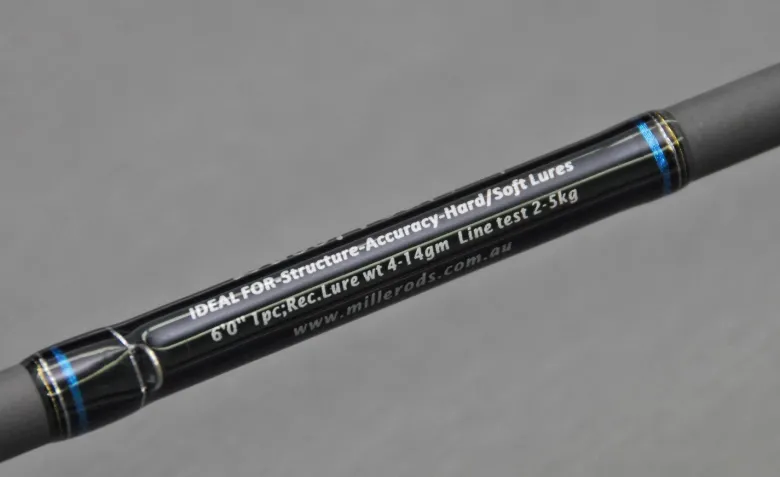 IDEAL FOR-Structure-Accuracy-Hard/Soft Lures
6'0" 1pc;Rec.Lure wt 4-14gm Line test 2-5kg
www.millerods.com.au